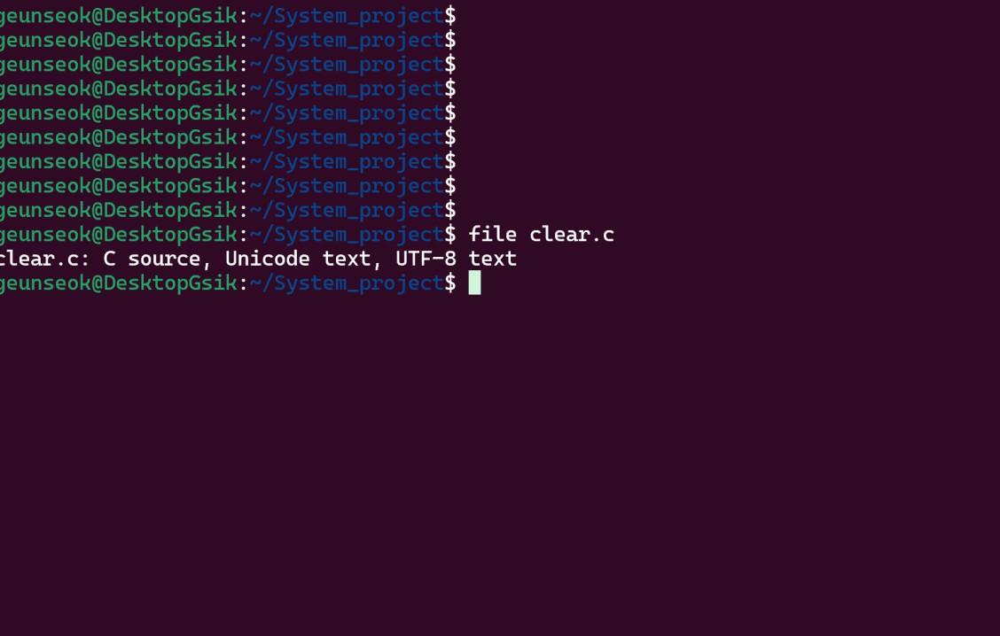 geunseok@DesktopGsik:~/System_project$
geunseok@DesktopGsik:~/System_project$
geunseok@DesktopGsik:~/System_project$
geunseok@DesktopGsik:~/System_project$
geunseok@DesktopGsik:~/System_project$
geunseok@DesktopGsik:~/System_project$
geunseok@DesktopGsik:~/System_project$
geunseok@DesktopGsik:~/System_project$
geunseok@DesktopGsik:~/System_project$
geunseok@DesktopGsik:~/System_project$ file clear.c
clear.c: C source, Unicode text, UTF-8 text
geunseok@DesktopGsik:~/System_project$